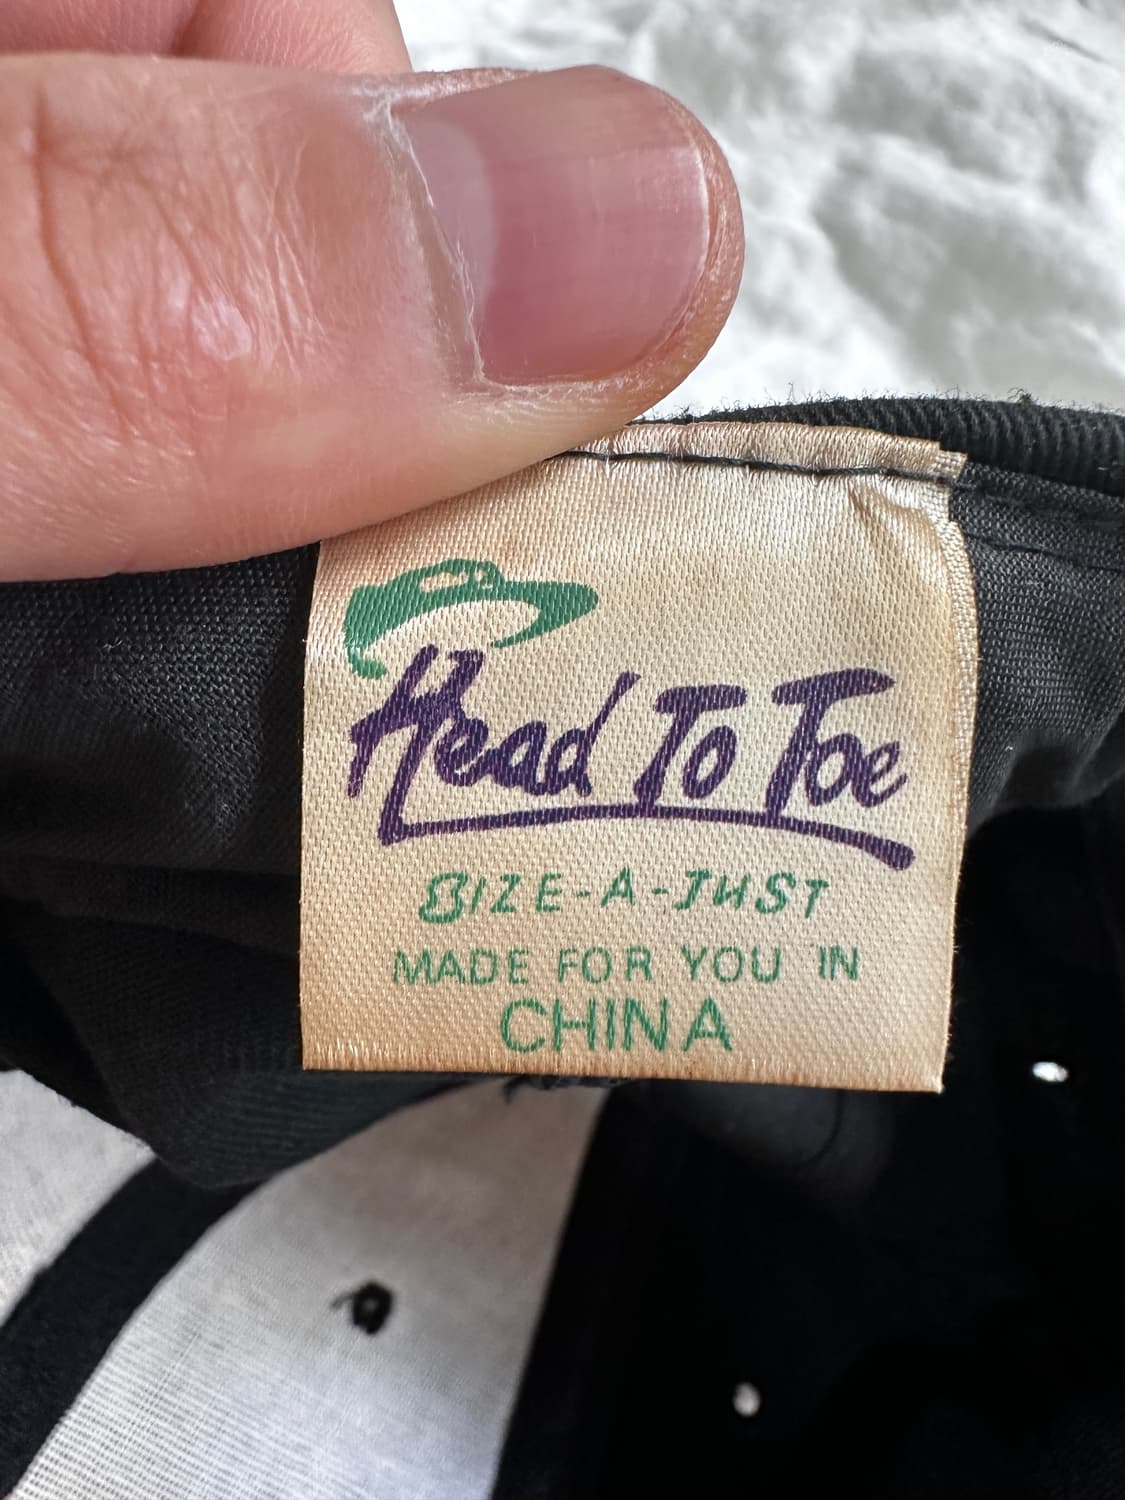 Head To Toe
SIZE-A-JUST
MADE FOR YOU IN
CHINA